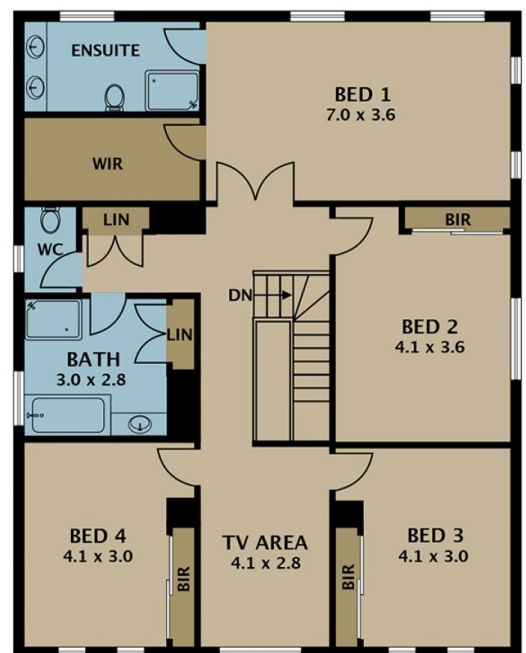 ENSUITE
BED 1
7.0 x 3.6
WIR
LIN
BIR
WC
DN
BED 2
4.1 x 3.6
LIN
BATH
3.0 x 2.8
BED 4
4.1 x 3.0
BIR
TV AREA
4.1 x 2.8
BIR
BED 3
4.1 x 3.0